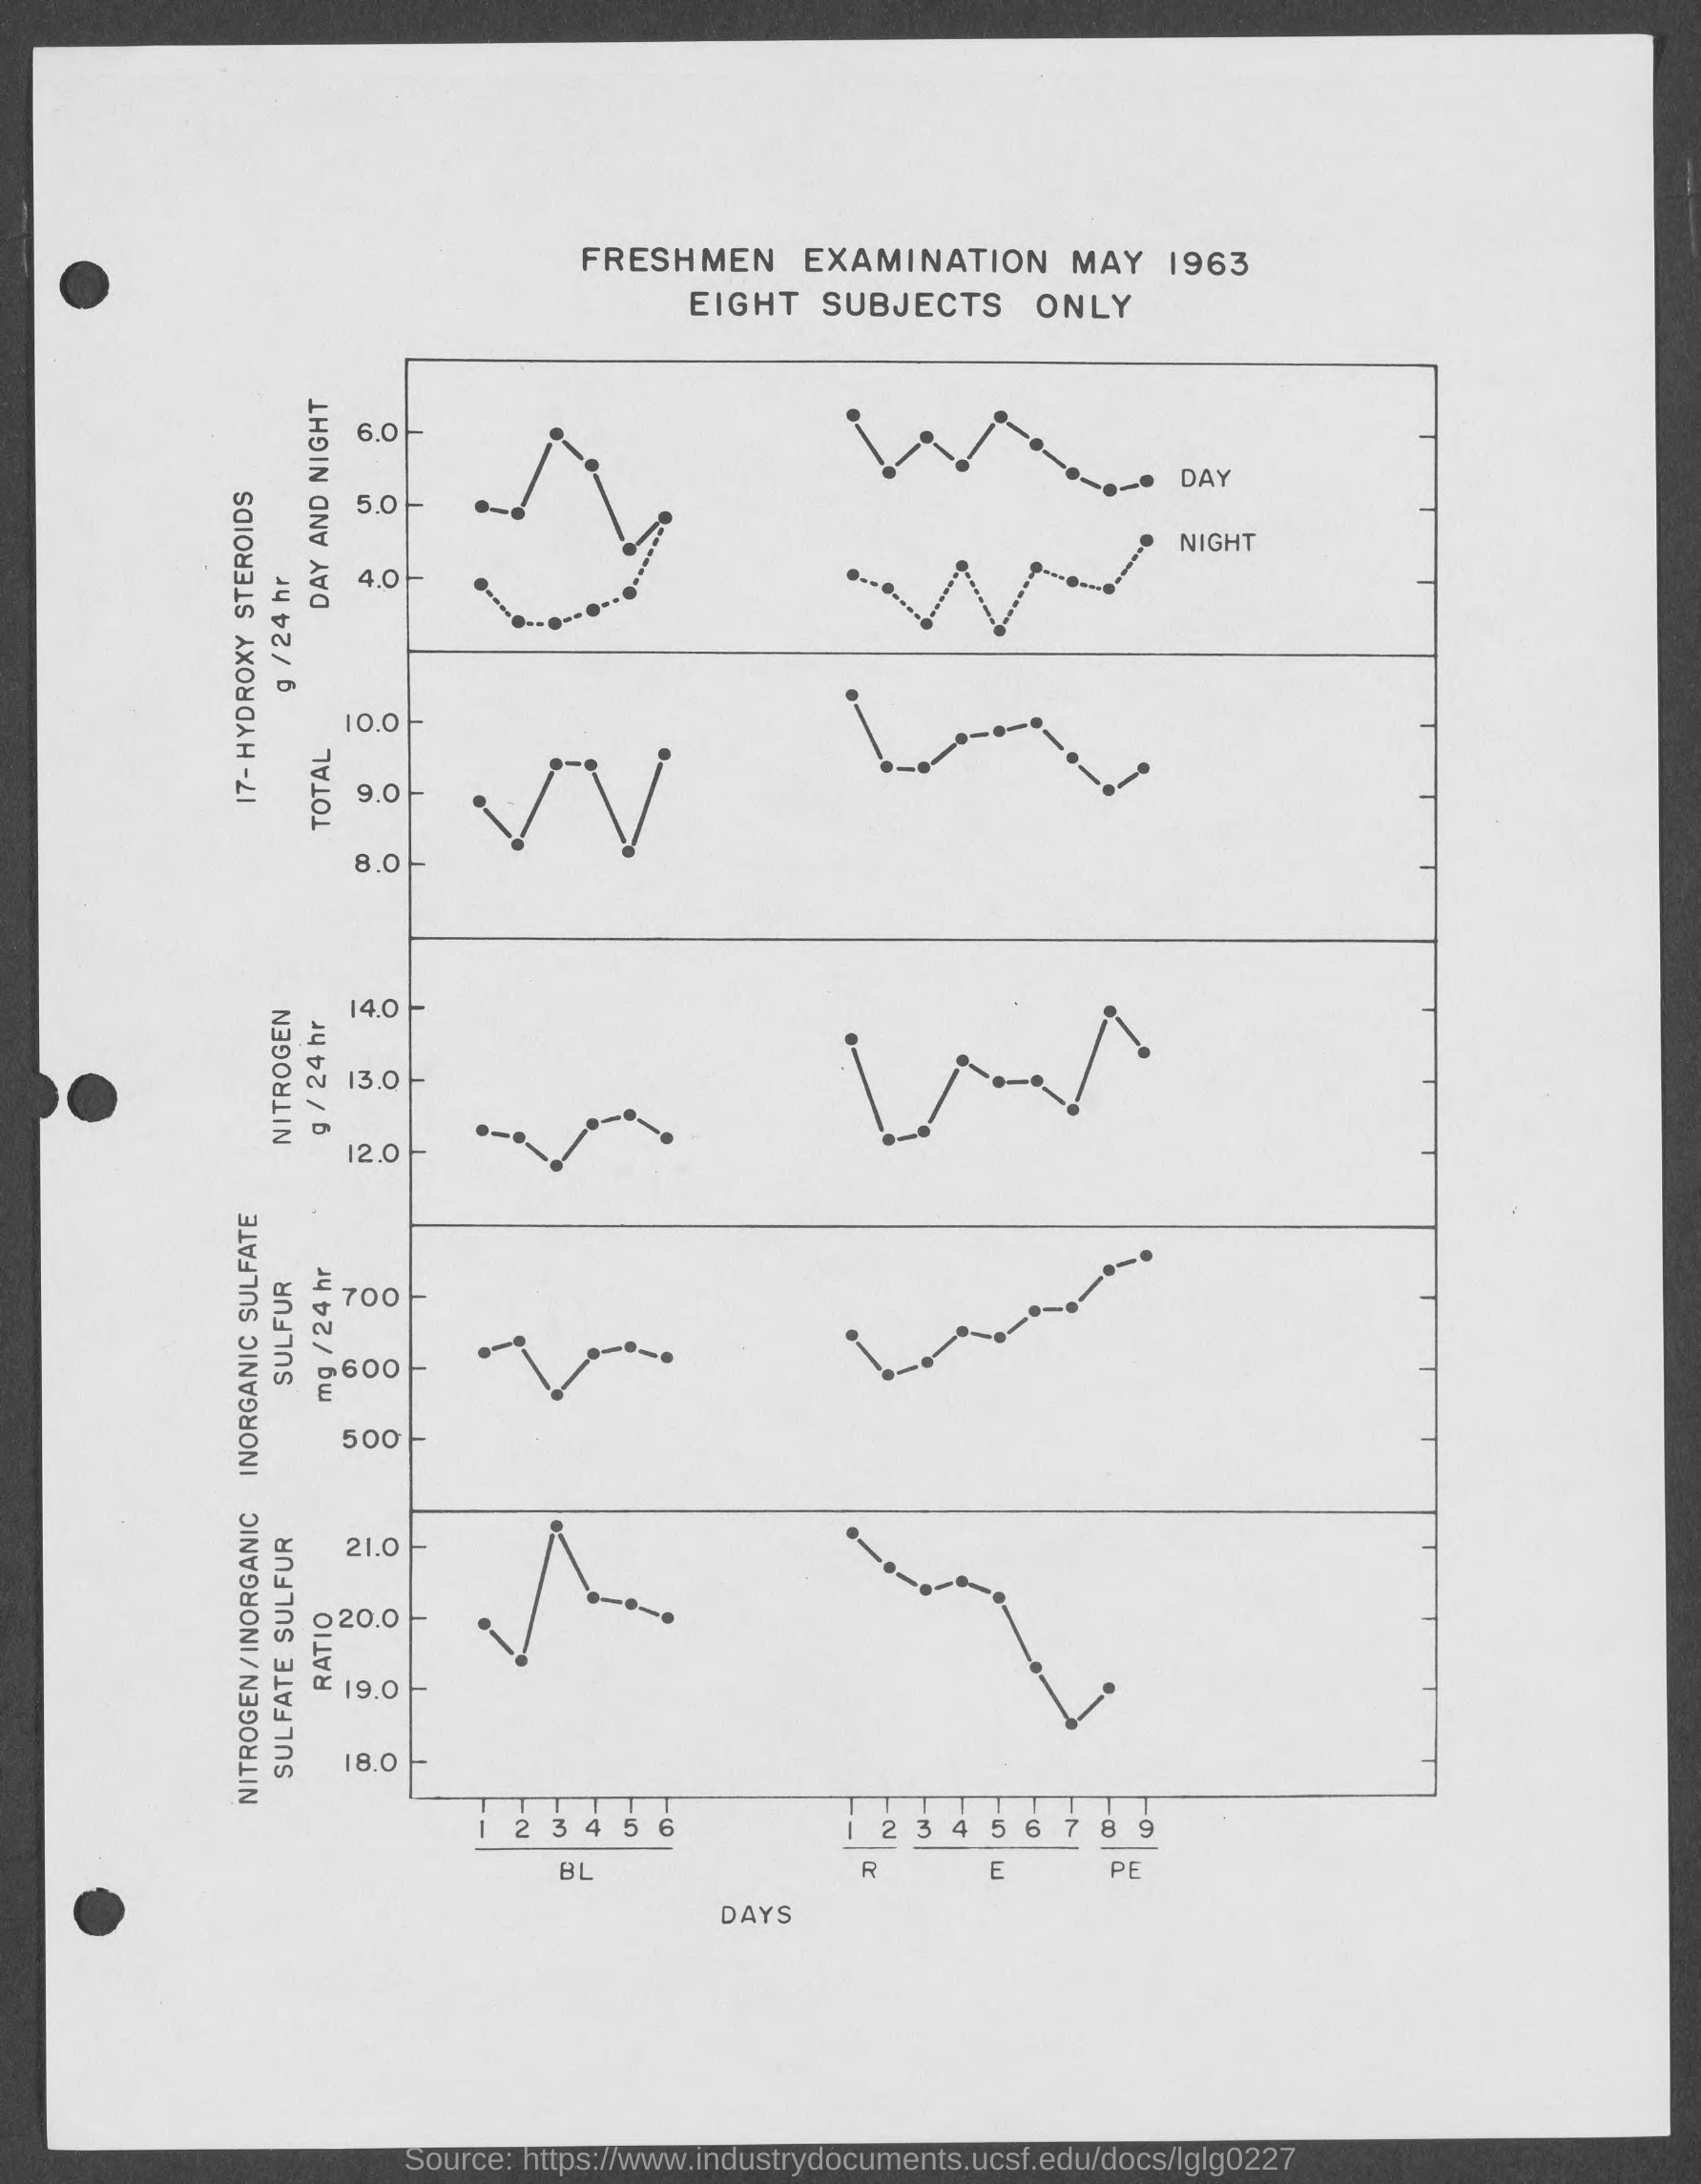 FRESHMEN EXAMINATION MAY 1963
EIGHT SUBJECTS ONLY
17-HYDROXY STEROIDS
g / 24 hr
DAY AND NIGHT
6.0
5.0
4.0
DAY
NIGHT
TOTAL
10.0
9.0
8.0
NITROGEN
g / 24 hr
14.0
13.0
12.0
INORGANIC SULFATE
SULFUR
mg / 24 hr
700
600
500
NITROGEN/INORGANIC
SULFATE SULFUR
RATIO
21.0
20.0
19.0
18.0
1 2 3 4 5 6 1 2 3 4 5 6 7 8 9
BL R E PE
DAYS
Source: https://www.industrydocuments.ucsf.edu/docs/lglg0227